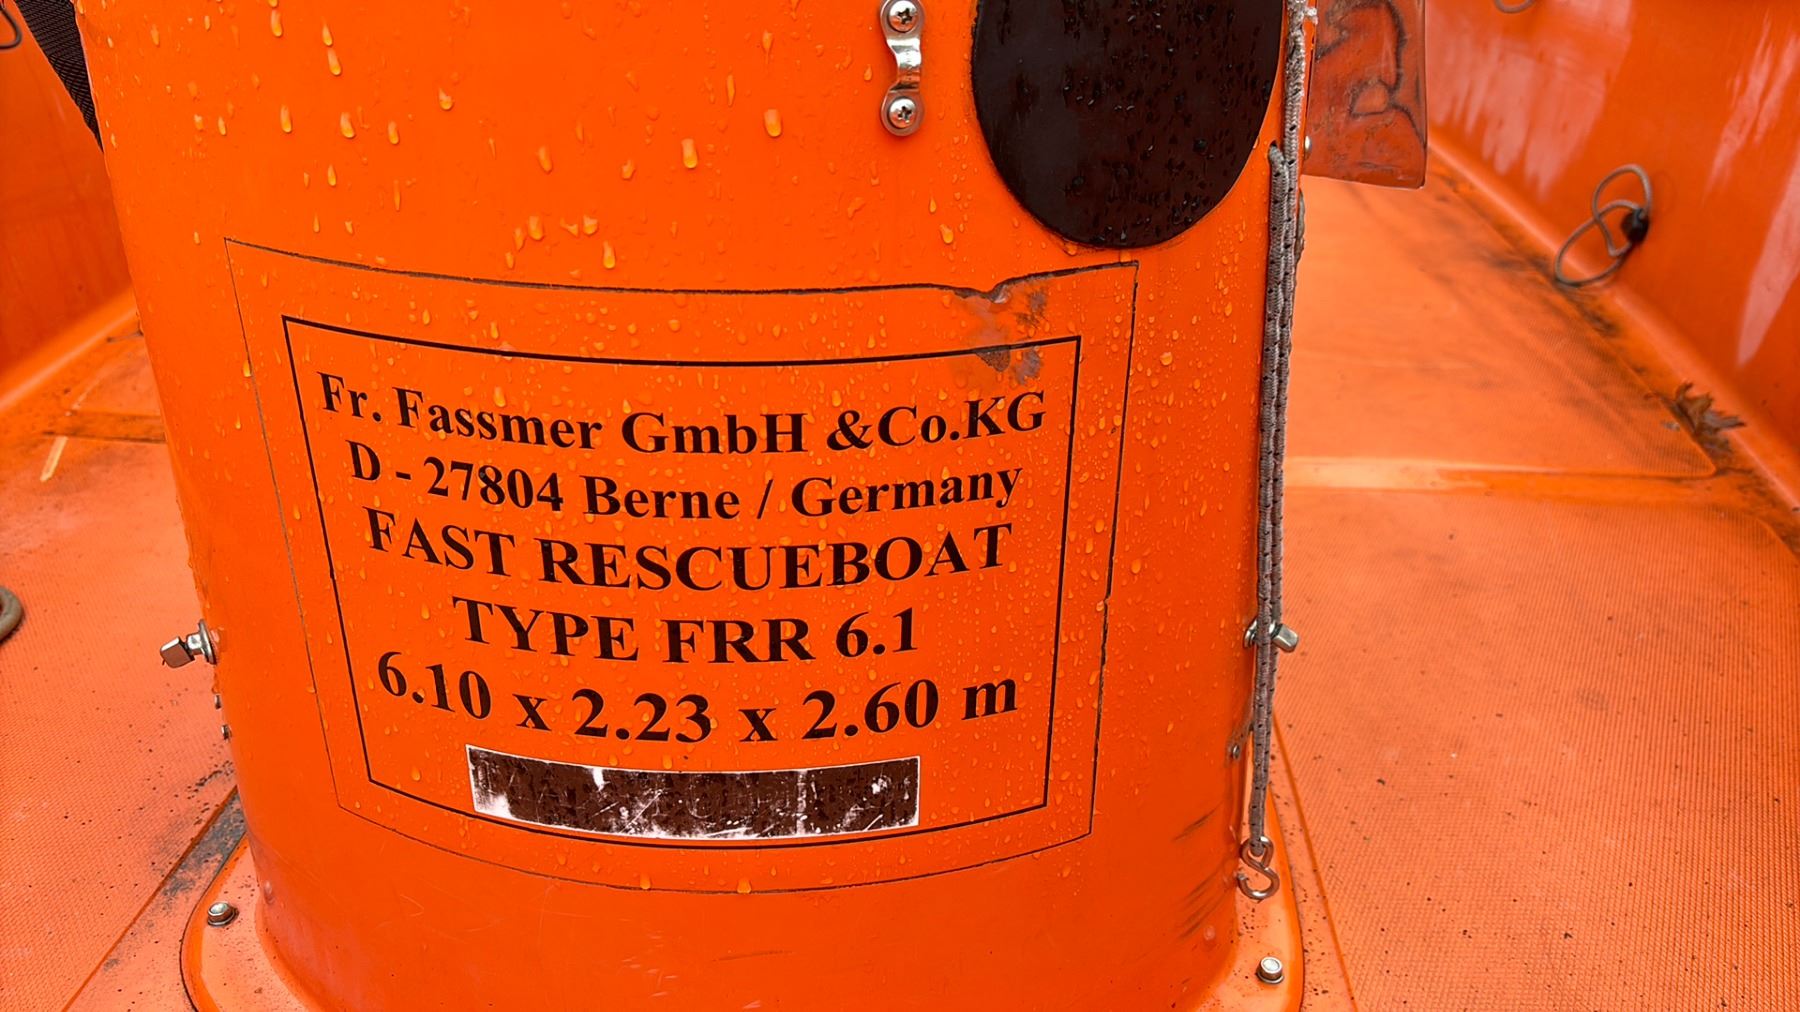 Fr. Fassmer GmbH &Co.KG
D - 27804 Berne / Germany
FAST RESCUEBOAT
TYPE FRR 6.1
6.10 x 2.23 x 2.60 m